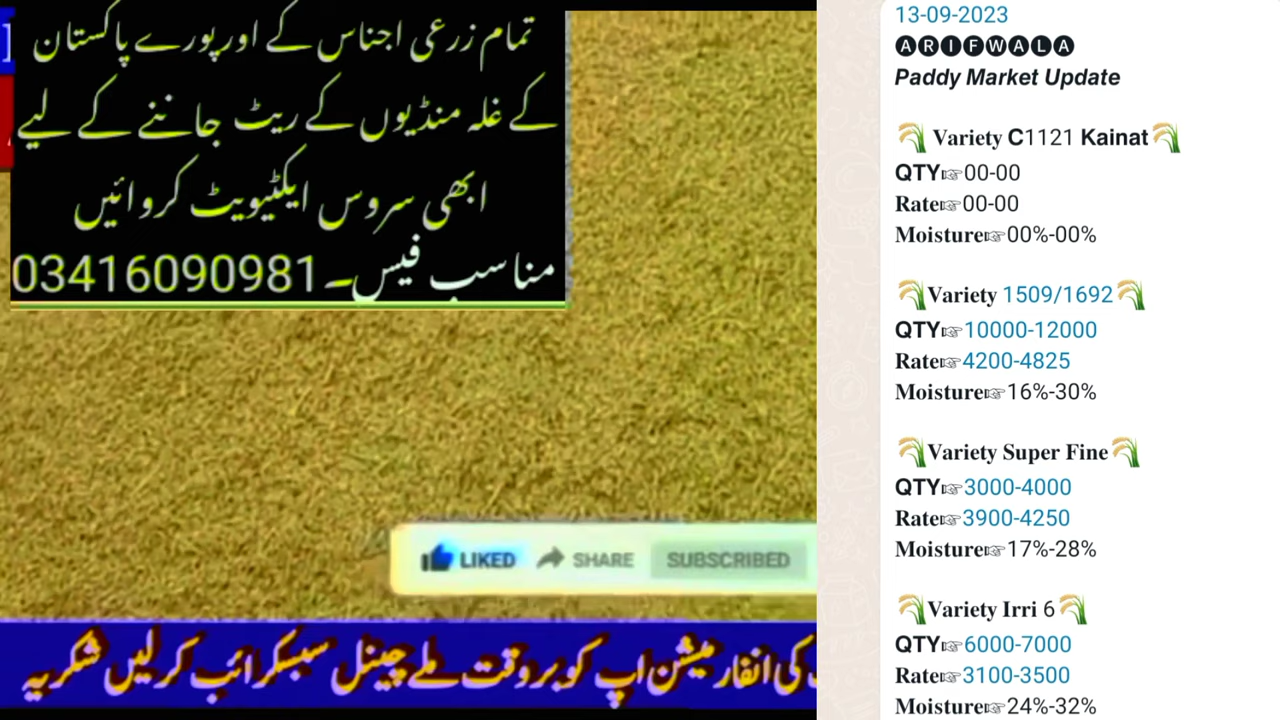 تمام زرعی اجناس کے اور پورے پاکستان
کے غلہ منڈیوں کے ریٹ جاننے کے لیے
ابھی سروس ایکٹیویٹ کروائیں
مناسب فیس۔03416090981
LIKED SHARE SUBSCRIBED
کی انفارمیشن اپ کو بروقت ملے چینل سبسکرائب کر لیں شکریہ
13-09-2023
🅐🅡🅘🅕🅦🅐🅛🅐
Paddy Market Update
🌾 Variety C1121 Kainat🌾
QTY☞00-00
Rate☞00-00
Moisture☞00%-00%
🌾Variety 1509/1692🌾
QTY☞10000-12000
Rate☞4200-4825
Moisture☞16%-30%
🌾Variety Super Fine🌾
QTY☞3000-4000
Rate☞3900-4250
Moisture☞17%-28%
🌾Variety Irri 6🌾
QTY☞6000-7000
Rate☞3100-3500
Moisture☞24%-32%